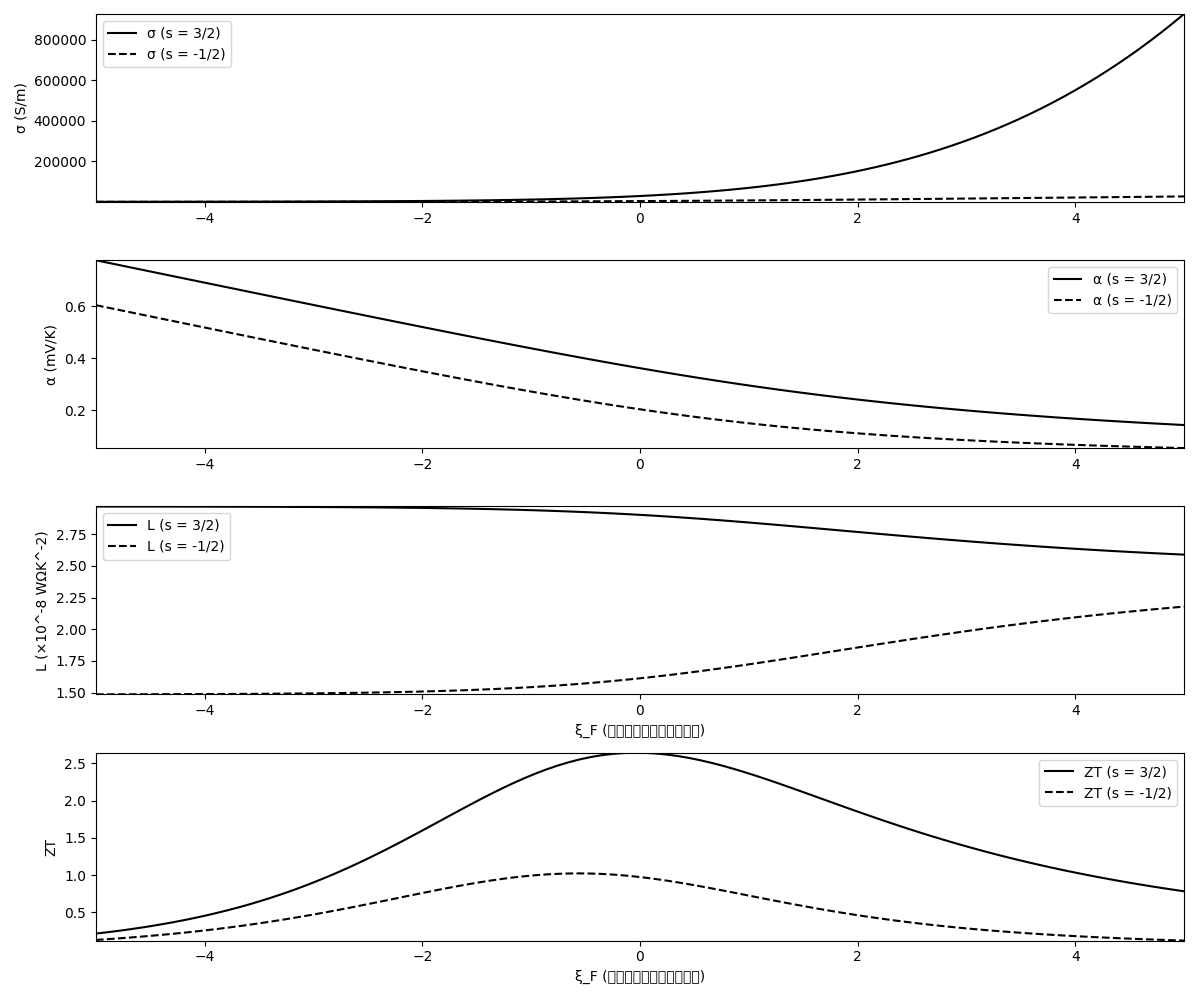 800000
600000
400000
200000
σ (S/m)
σ (s = 3/2)
σ (s = -1/2)
−4 −2 0 2 4
0.6
0.4
0.2
α (mV/K)
α (s = 3/2)
α (s = -1/2)
−4 −2 0 2 4
2.75
2.50
2.25
2.00
1.75
1.50
L (×10^-8 WΩK^-2)
L (s = 3/2)
L (s = -1/2)
−4 −2 0 2 4
ξ_F ()
2.5
2.0
1.5
1.0
0.5
ZT
ZT (s = 3/2)
ZT (s = -1/2)
−4 −2 0 2 4
ξ_F ()